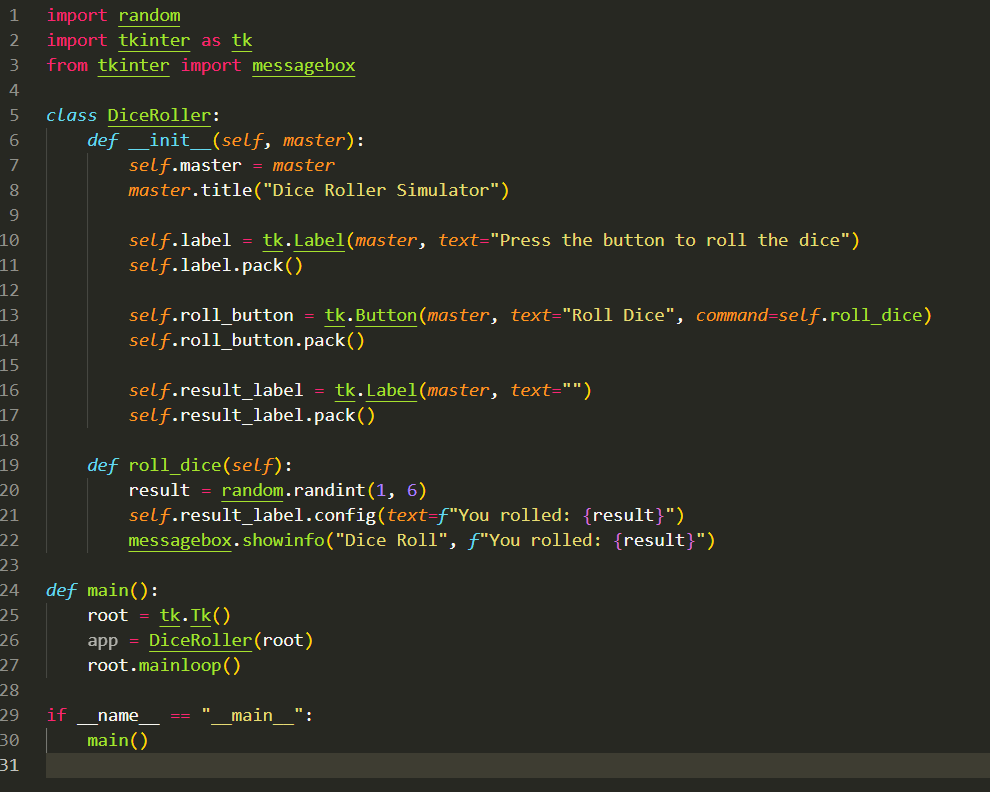 1 import random
2 import tkinter as tk
3 from tkinter import messagebox
4
5 class DiceRoller:
6     def __init__(self, master):
7         self.master = master
8         master.title("Dice Roller Simulator")
9
10         self.label = tk.Label(master, text="Press the button to roll the dice")
11         self.label.pack()
12
13         self.roll_button = tk.Button(master, text="Roll Dice", command=self.roll_dice)
14         self.roll_button.pack()
15
16         self.result_label = tk.Label(master, text="")
17         self.result_label.pack()
18
19     def roll_dice(self):
20         result = random.randint(1, 6)
21         self.result_label.config(text=f"You rolled: {result}")
22         messagebox.showinfo("Dice Roll", f"You rolled: {result}")
23
24 def main():
25     root = tk.Tk()
26     app = DiceRoller(root)
27     root.mainloop()
28
29 if __name__ == "__main__":
30     main()
31